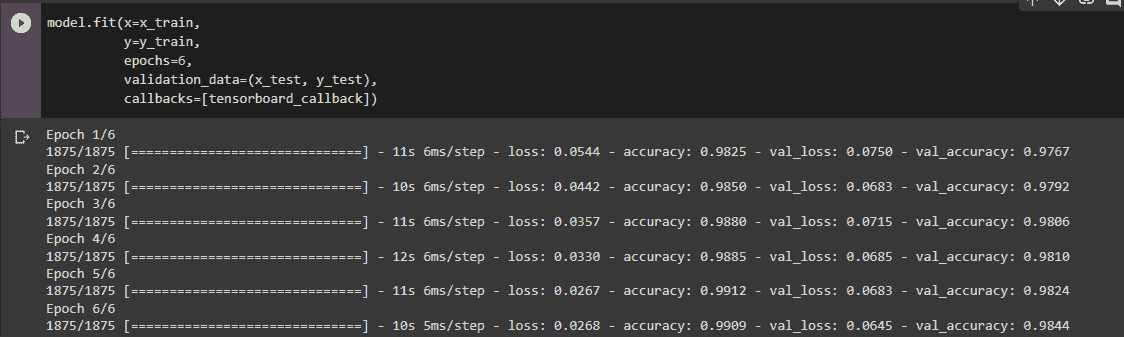 model.fit(x=x_train,
          y=y_train,
          epochs=6,
          validation_data=(x_test, y_test),
          callbacks=[tensorboard_callback])
Epoch 1/6
1875/1875 [==============================] - 11s 6ms/step - loss: 0.0544 - accuracy: 0.9825 - val_loss: 0.0750 - val_accuracy: 0.9767
Epoch 2/6
1875/1875 [==============================] - 10s 6ms/step - loss: 0.0442 - accuracy: 0.9850 - val_loss: 0.0683 - val_accuracy: 0.9792
Epoch 3/6
1875/1875 [==============================] - 11s 6ms/step - loss: 0.0357 - accuracy: 0.9880 - val_loss: 0.0715 - val_accuracy: 0.9806
Epoch 4/6
1875/1875 [==============================] - 12s 6ms/step - loss: 0.0330 - accuracy: 0.9885 - val_loss: 0.0685 - val_accuracy: 0.9810
Epoch 5/6
1875/1875 [==============================] - 11s 6ms/step - loss: 0.0267 - accuracy: 0.9912 - val_loss: 0.0683 - val_accuracy: 0.9824
Epoch 6/6
1875/1875 [==============================] - 10s 5ms/step - loss: 0.0268 - accuracy: 0.9909 - val_loss: 0.0645 - val_accuracy: 0.9844